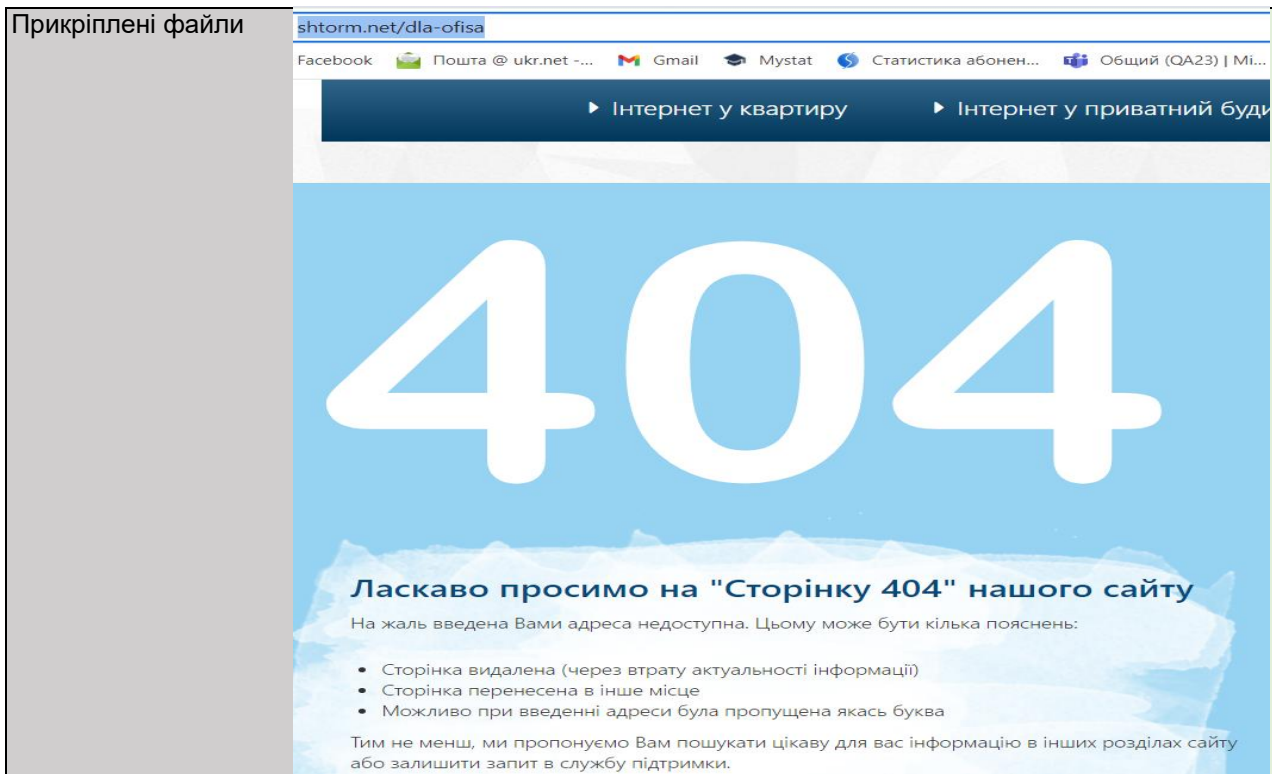 Прикріплені файли
shtorm.net/dla-ofisa
Facebook Пошта @ ukr.net -... Gmail Mystat Статистика абонен... Общий (QA23) | Mi...
Інтернет у квартиру Інтернет у приватний буди
404
Ласкаво просимо на "Сторінку 404" нашого сайту
На жаль введена Вами адреса недоступна. Цьому може бути кілька пояснень:
• Сторінка видалена (через втрату актуальності інформації)
• Сторінка перенесена в інше місце
• Можливо при введенні адреси була пропущена якась буква
Тим не менш, ми пропонуємо Вам пошукати цікаву для вас інформацію в інших розділах сайту
або залишити запит в службу підтримки.